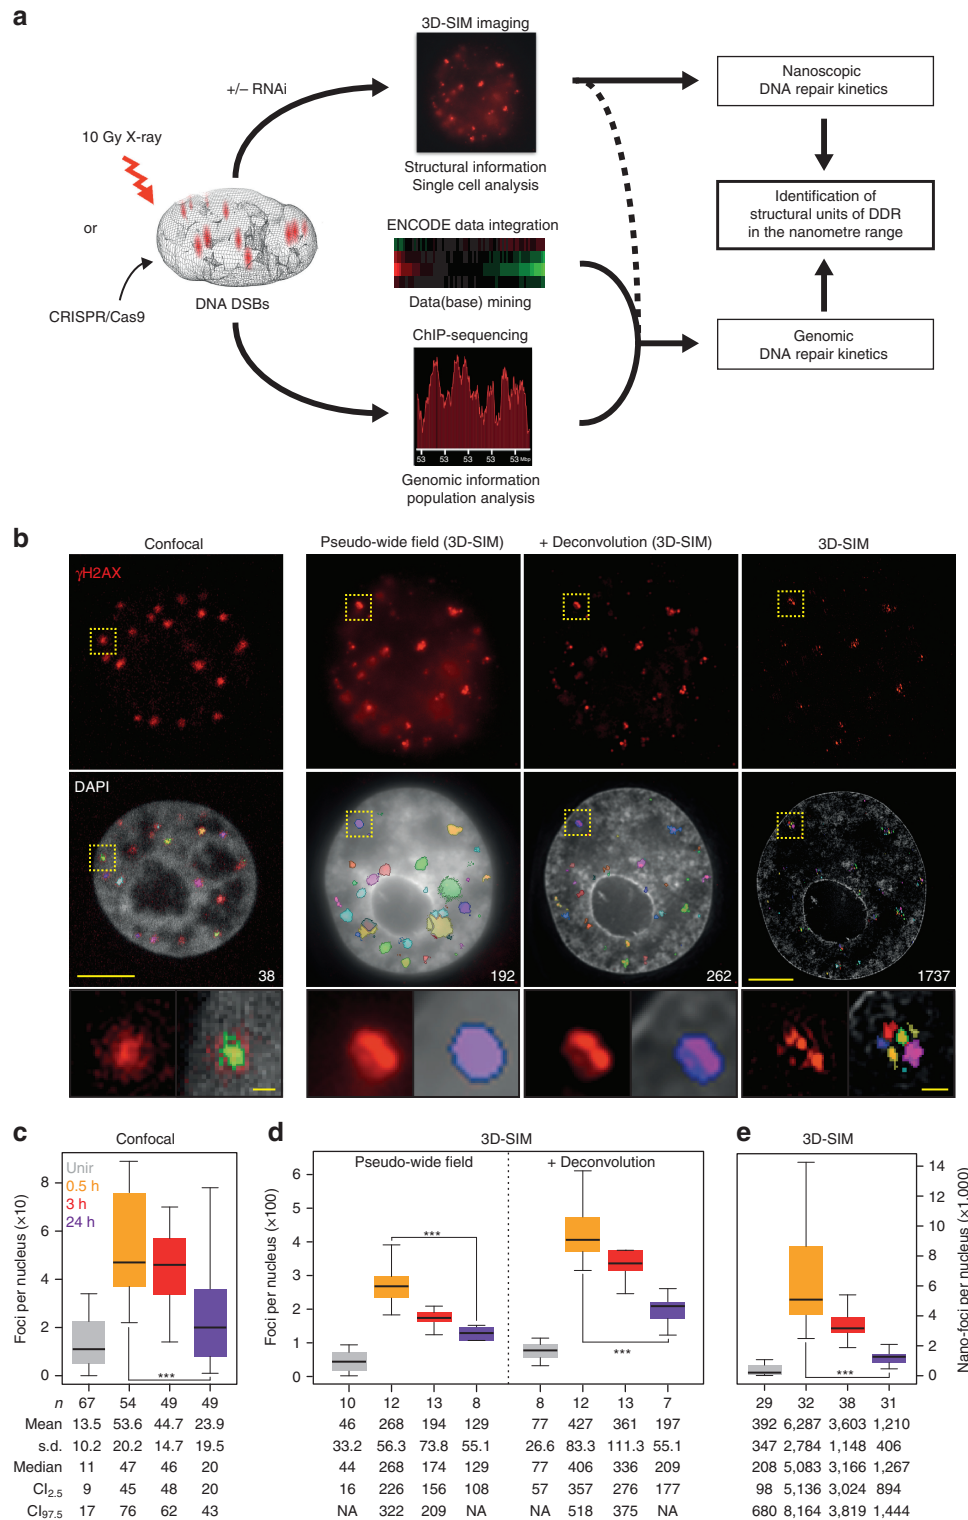 a
3D-SIM imaging
+/– RNAi
10 Gy X-ray
or
CRISPR/Cas9
DNA DSBs
Structural information
Single cell analysis
ENCODE data integration
Data(base) mining
ChIP-sequencing
53 53 53 53 Mbp
Genomic information
population analysis
Nanoscopic
DNA repair kinetics
Identification of
structural units of DDR
in the nanometre range
Genomic
DNA repair kinetics
b
Confocal
Pseudo-wide field (3D-SIM)
+ Deconvolution (3D-SIM)
3D-SIM
γH2AX
DAPI
38
192
262
1737
c
Confocal
Foci per nucleus (×10)
8
6
4
2
0
Unir
0.5 h
3 h
24 h
***
n 67 54 49 49
Mean 13.5 53.6 44.7 23.9
s.d. 10.2 20.2 14.7 19.5
Median 11 47 46 20
CI2.5 9 45 48 20
CI97.5 17 76 62 43
d
3D-SIM
Pseudo-wide field
+ Deconvolution
Foci per nucleus (×100)
6
5
4
3
2
1
0
***
***
10 12 13 8 8 12 13 7
46 268 194 129 77 427 361 197
33.2 56.3 73.8 55.1 26.6 83.3 111.3 55.1
44 268 174 129 77 406 336 209
16 226 156 108 57 357 276 177
NA 322 209 NA NA 518 375 NA
e
3D-SIM
Nano-foci per nucleus (×1,000)
14
12
10
8
6
4
2
0
***
29 32 38 31
392 6,287 3,603 1,210
347 2,784 1,148 406
208 5,083 3,166 1,267
98 5,136 3,024 894
680 8,164 3,819 1,444